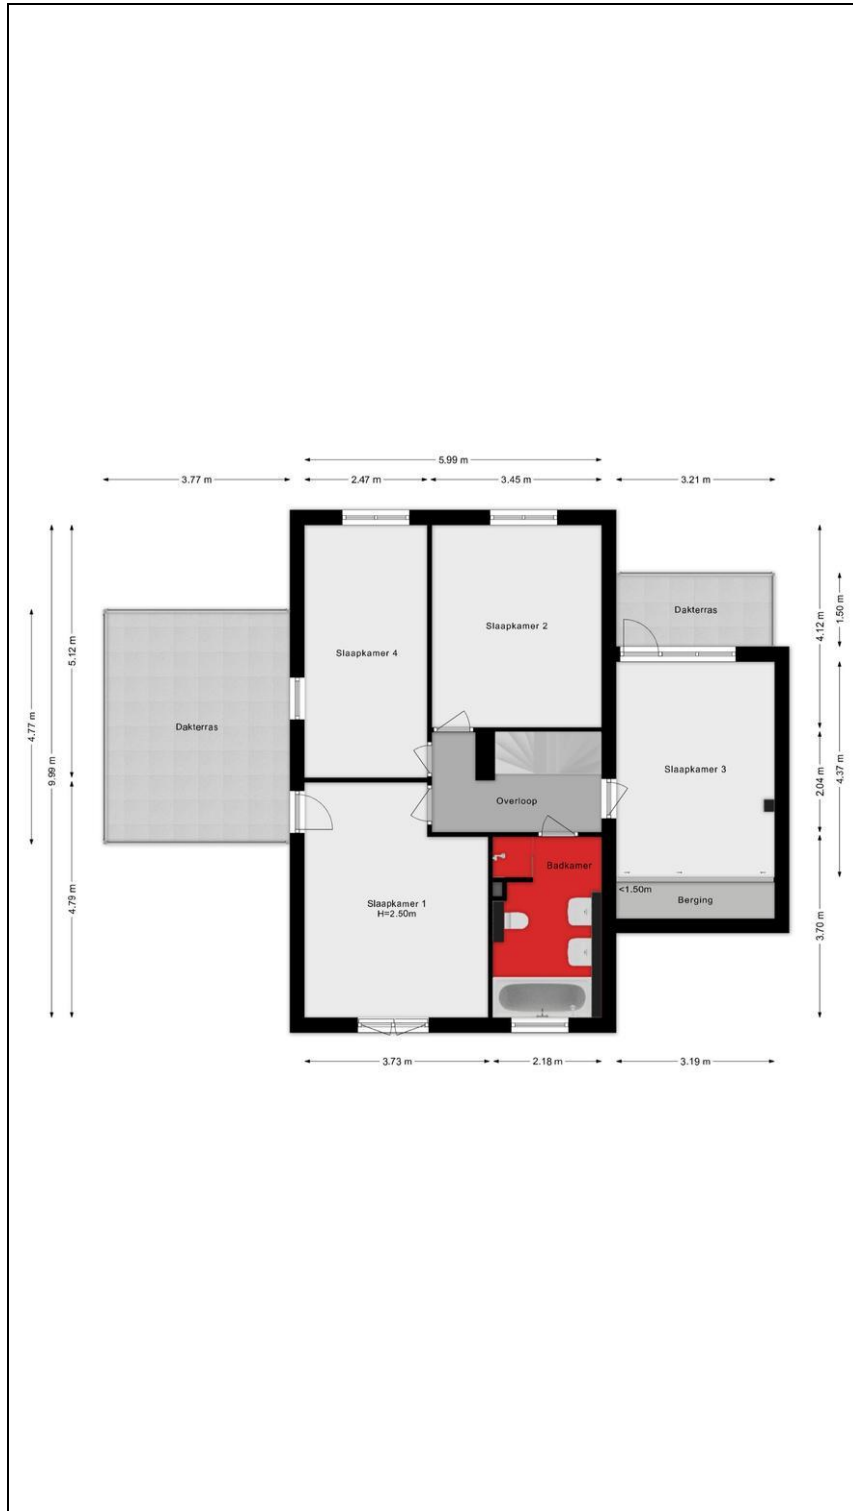 5.99 m
3.77 m
2.47 m
3.45 m
3.21 m
Dakterras
Slaapkamer 2
Slaapkamer 4
Dakterras
Slaapkamer 3
Overloop
Badkamer
<1.50m
Berging
Slaapkamer 1
H=2.50m
5.12 m
4.77 m
9.99 m
4.79 m
4.12 m
1.50 m
2.04 m
4.37 m
3.70 m
3.73 m
2.18 m
3.19 m